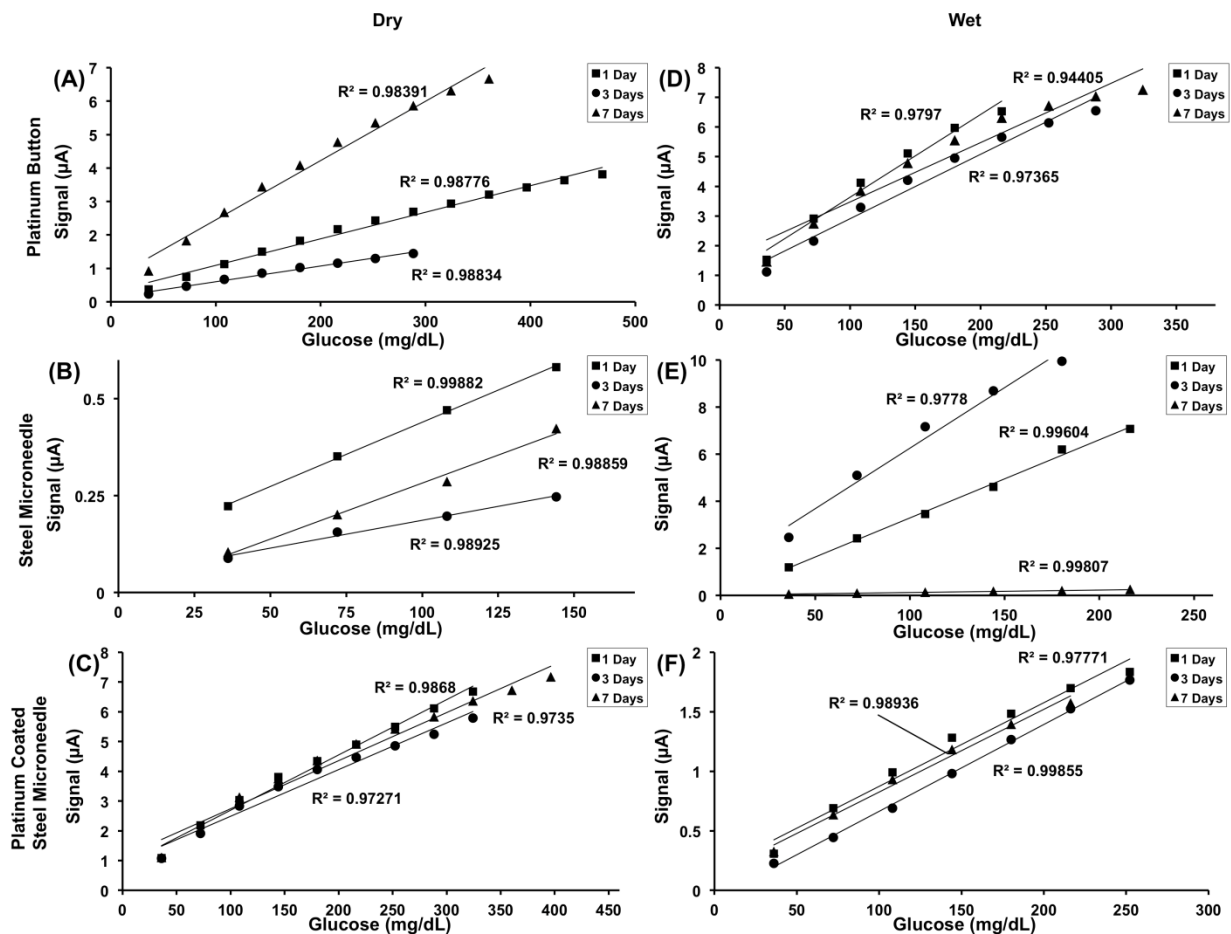 Dry
Wet
(A)
Platinum Button
Signal (µA)
7
6
5
4
3
2
1
0
R² = 0.98391
R² = 0.98776
R² = 0.98834
1 Day
3 Days
7 Days
0 100 200 300 400 500
Glucose (mg/dL)
(D)
Signal (µA)
8
7
6
5
4
3
2
1
0
R² = 0.9797
R² = 0.94405
R² = 0.97365
1 Day
3 Days
7 Days
0 50 100 150 200 250 300 350
Glucose (mg/dL)
(B)
Steel Microneedle
Signal (µA)
0.5
0.25
0
R² = 0.99882
R² = 0.98859
R² = 0.98925
1 Day
3 Days
7 Days
0 25 50 75 100 125 150
Glucose (mg/dL)
(E)
Signal (µA)
10
8
6
4
2
0
R² = 0.9778
R² = 0.99604
R² = 0.99807
1 Day
3 Days
7 Days
0 50 100 150 200 250
Glucose (mg/dL)
(C)
Platinum Coated
Steel Microneedle
Signal (µA)
8
7
6
5
4
3
2
1
0
R² = 0.9868
R² = 0.9735
R² = 0.97271
1 Day
3 Days
7 Days
0 50 100 150 200 250 300 350 400 450
Glucose (mg/dL)
(F)
Signal (µA)
2
1.5
1
0.5
0
R² = 0.97771
R² = 0.98936
R² = 0.99855
1 Day
3 Days
7 Days
0 50 100 150 200 250 300
Glucose (mg/dL)